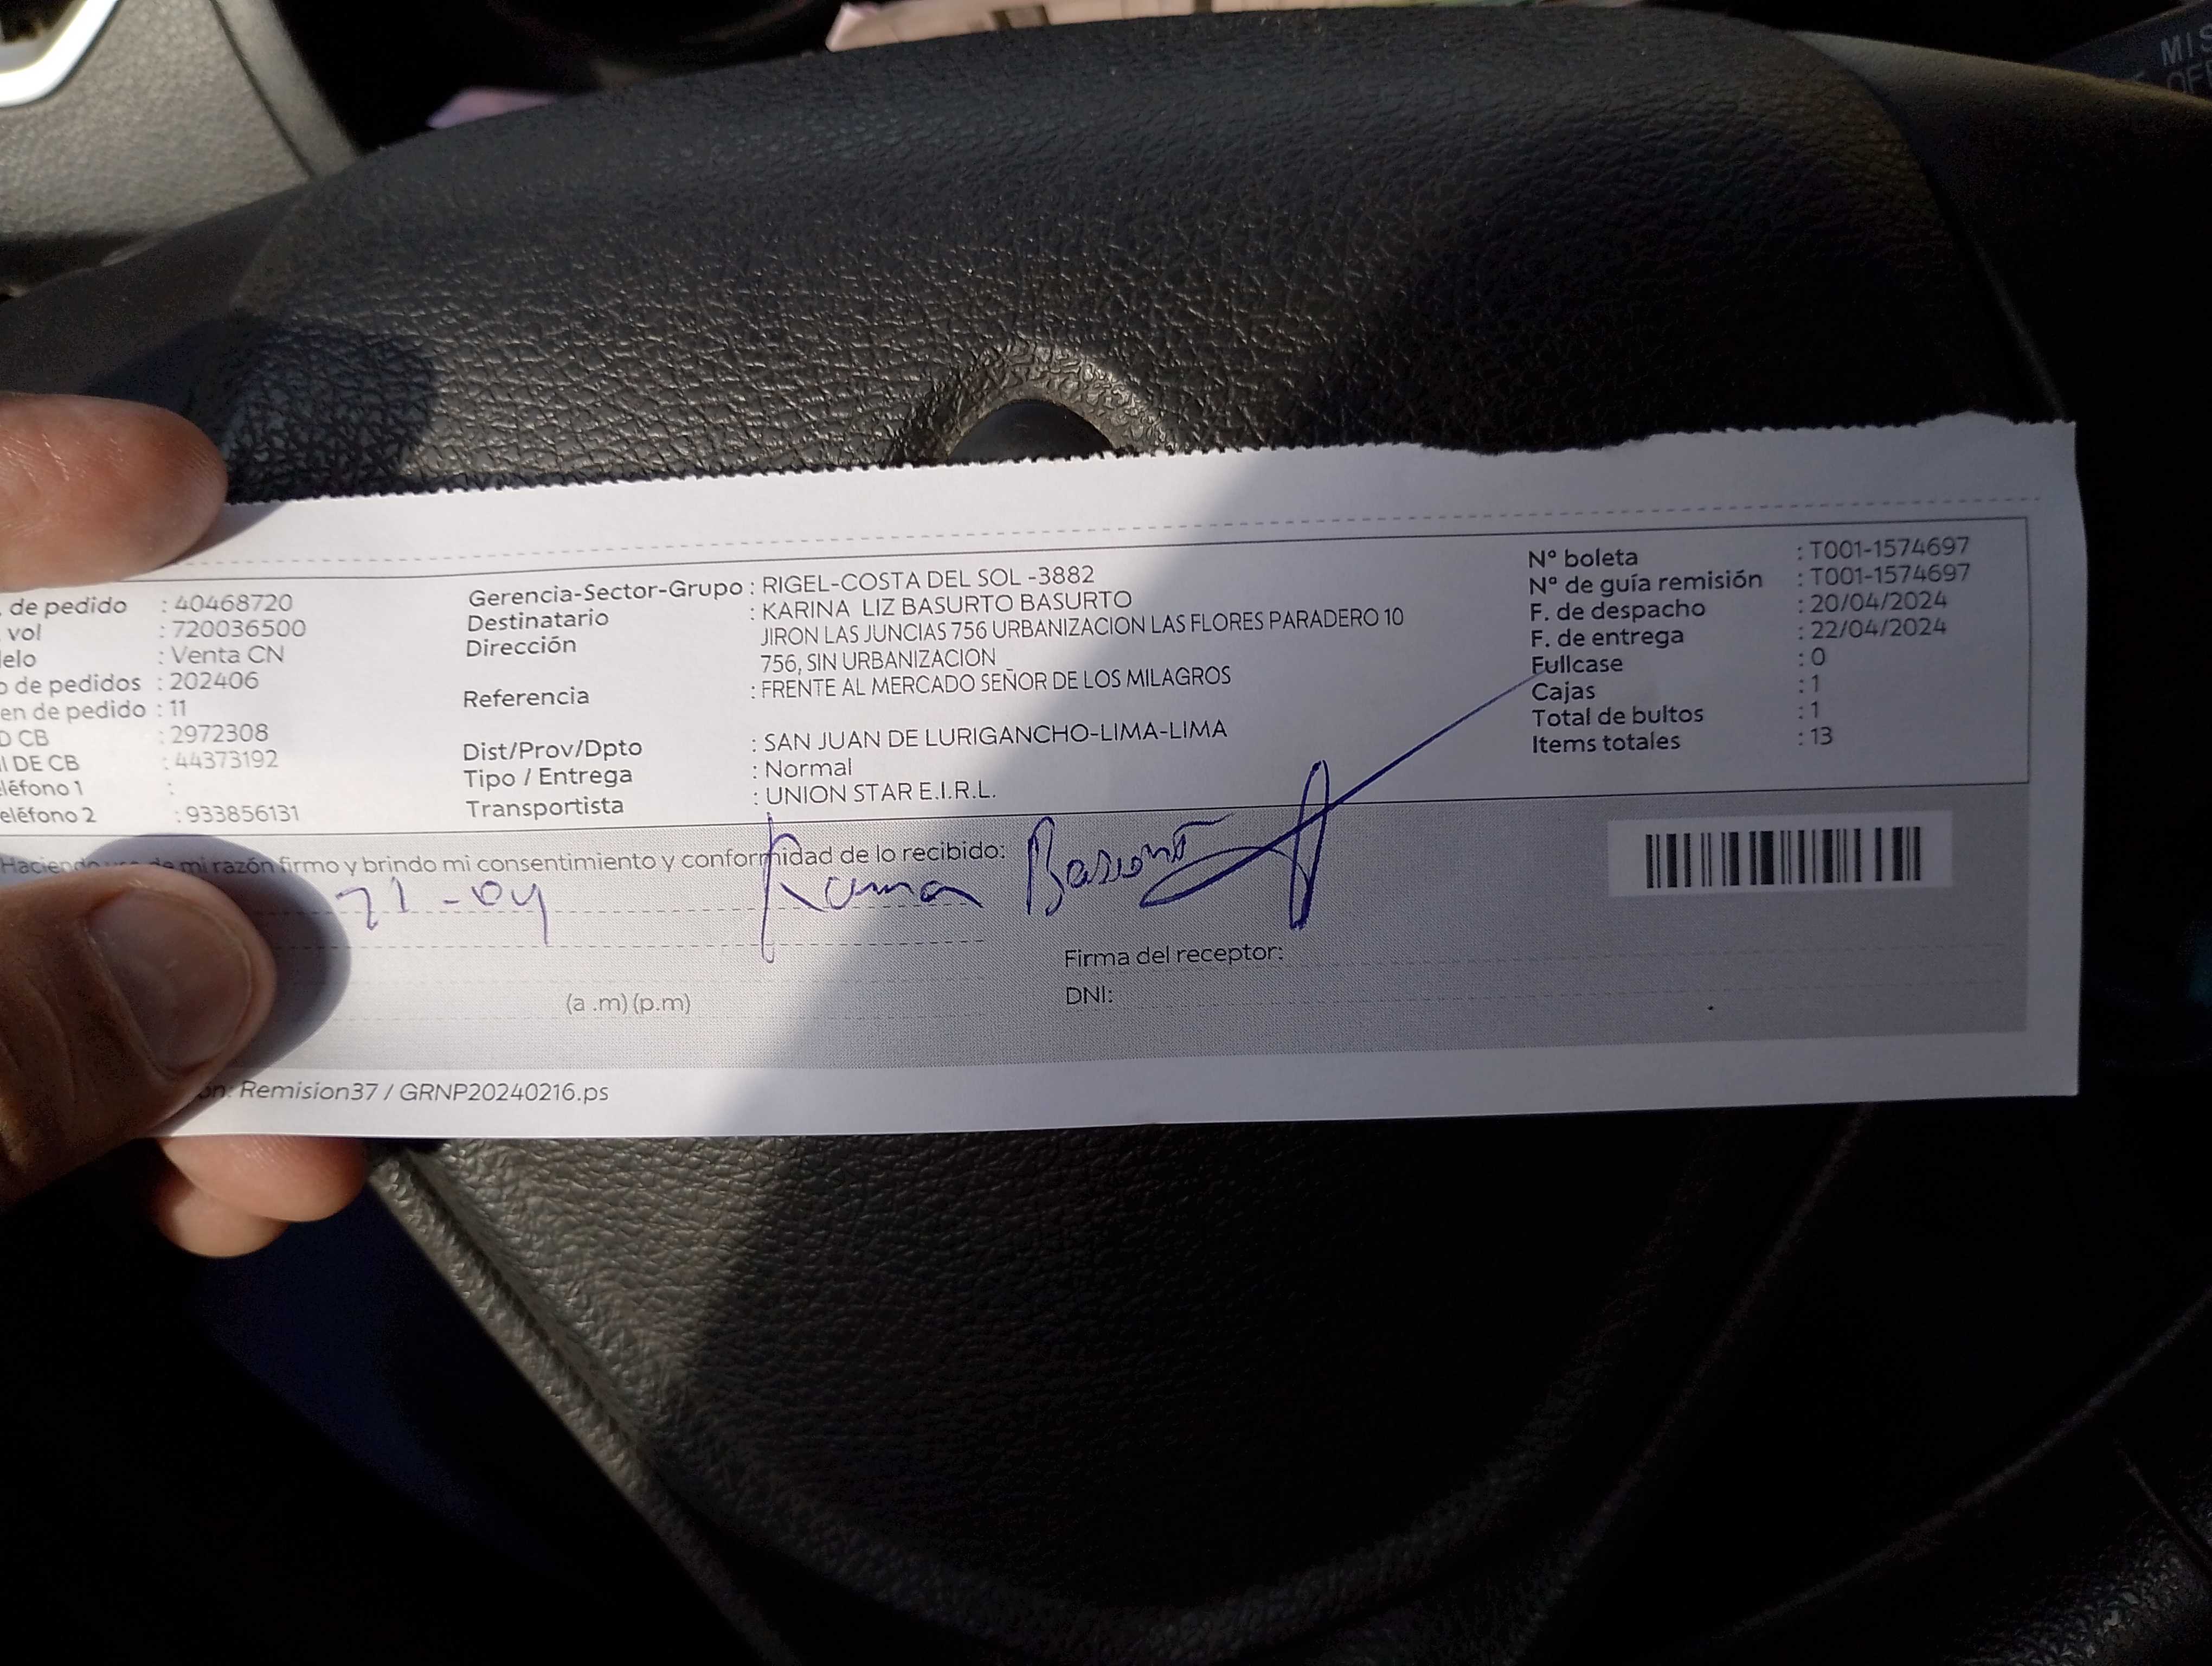 . de pedido : 40468720
vol : 720036500
elo : Venta CN
o de pedidos : 202406
en de pedido : 11
D CB : 2972308
I DE CB : 44373192
eléfono 1 :
eléfono 2 : 933856131
Gerencia-Sector-Grupo : RIGEL-COSTA DEL SOL -3882
Destinatario : KARINA LIZ BASURTO BASURTO
Dirección JIRON LAS JUNCIAS 756 URBANIZACION LAS FLORES PARADERO 10
756, SIN URBANIZACION
Referencia : FRENTE AL MERCADO SEÑOR DE LOS MILAGROS
Dist/Prov/Dpto : SAN JUAN DE LURIGANCHO-LIMA-LIMA
Tipo / Entrega : Normal
Transportista : UNION STAR E.I.R.L.
N° boleta : T001-1574697
N° de guía remisión : T001-1574697
F. de despacho : 20/04/2024
F. de entrega : 22/04/2024
Fullcase : 0
Cajas : 1
Total de bultos : 1
Items totales : 13
Haciendo de mi razón firmo y brindo mi consentimiento y conformidad de lo recibido:
-04
Firma del receptor:
(a .m) (p.m)
DNI:
on: Remision37 / GRNP20240216.ps
MIS